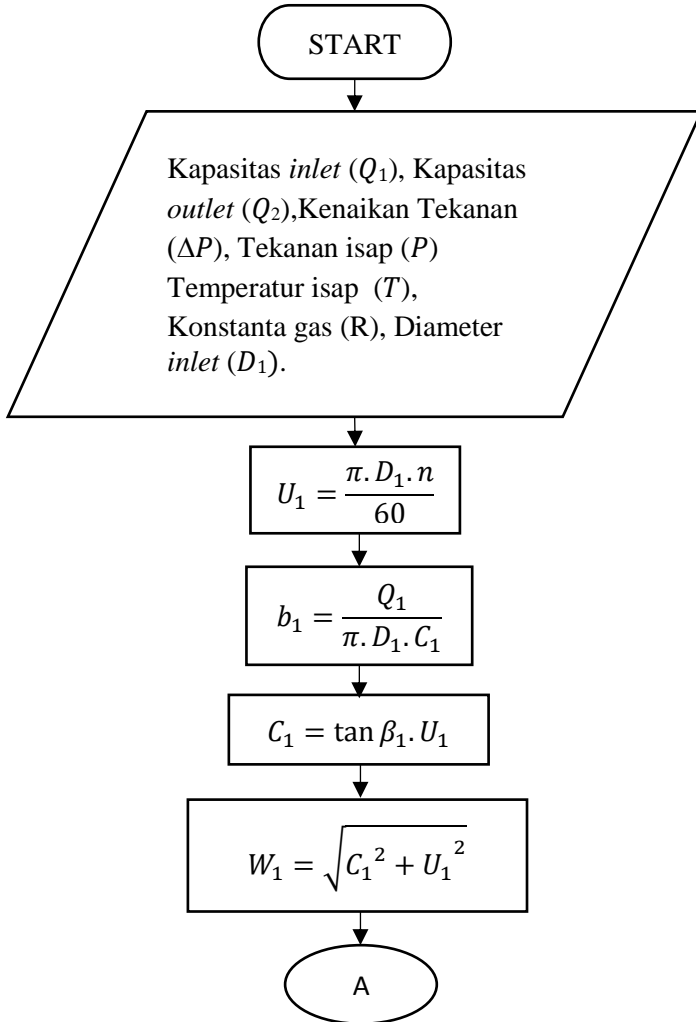 START
Kapasitas inlet (Q₁), Kapasitas
outlet (Q₂),Kenaikan Tekanan
(ΔP), Tekanan isap (P)
Temperatur isap (T),
Konstanta gas (R), Diameter
inlet (D₁).
U₁ = π.D₁.n / 60
b₁ = Q₁ / π.D₁.C₁
C₁ = tan β₁.U₁
W₁ = √C₁² + U₁²
A